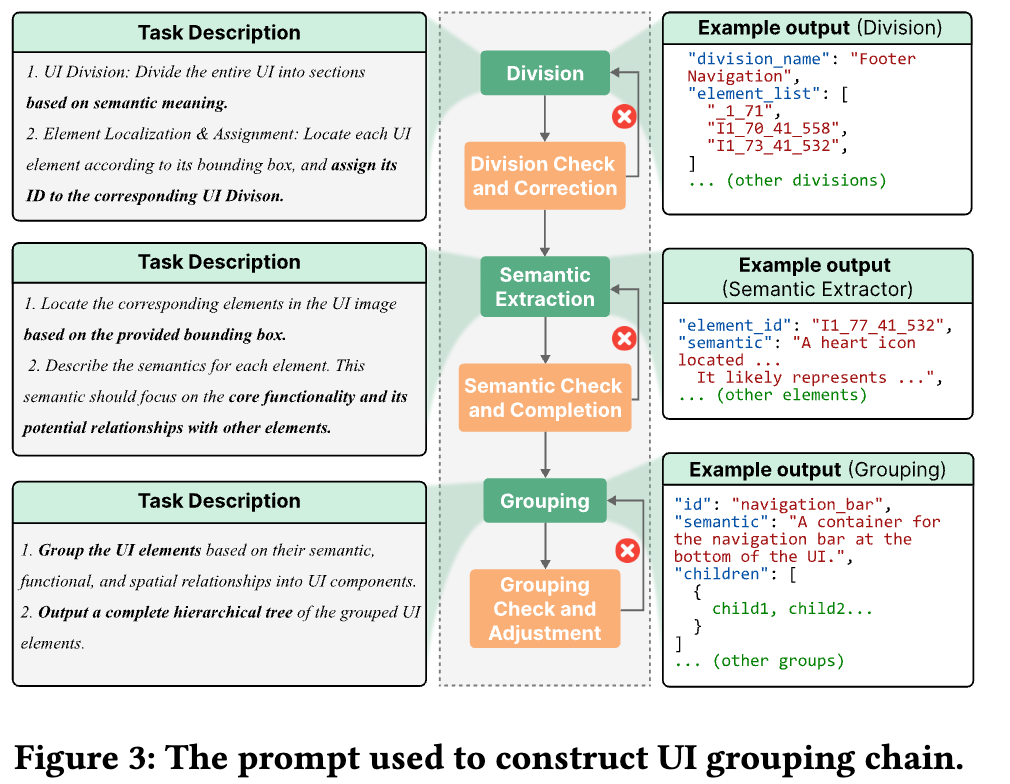 Task Description
1. UI Division: Divide the entire UI into sections
based on semantic meaning.
2. Element Localization & Assignment: Locate each UI
element according to its bounding box, and assign its
ID to the corresponding UI Divison.
Division
Division Check
and Correction
Example output (Division)
"division_name": "Footer
Navigation",
"element_list": [
"_1_71",
"I1_70_41_558",
"I1_73_41_532",
]
... (other divisions)
Task Description
1. Locate the corresponding elements in the UI image
based on the provided bounding box.
2. Describe the semantics for each element. This
semantic should focus on the core functionality and its
potential relationships with other elements.
Semantic
Extraction
Semantic Check
and Completion
Example output
(Semantic Extractor)
"element_id": "I1_77_41_532",
"semantic": "A heart icon
located ...
It likely represents ...",
... (other elements)
Task Description
1. Group the UI elements based on their semantic,
functional, and spatial relationships into UI components.
2. Output a complete hierarchical tree of the grouped UI
elements.
Grouping
Grouping
Check and
Adjustment
Example output (Grouping)
"id": "navigation_bar",
"semantic": "A container for
the navigation bar at the
bottom of the UI.",
"children": [
{
child1, child2...
}
]
... (other groups)
Figure 3: The prompt used to construct UI grouping chain.